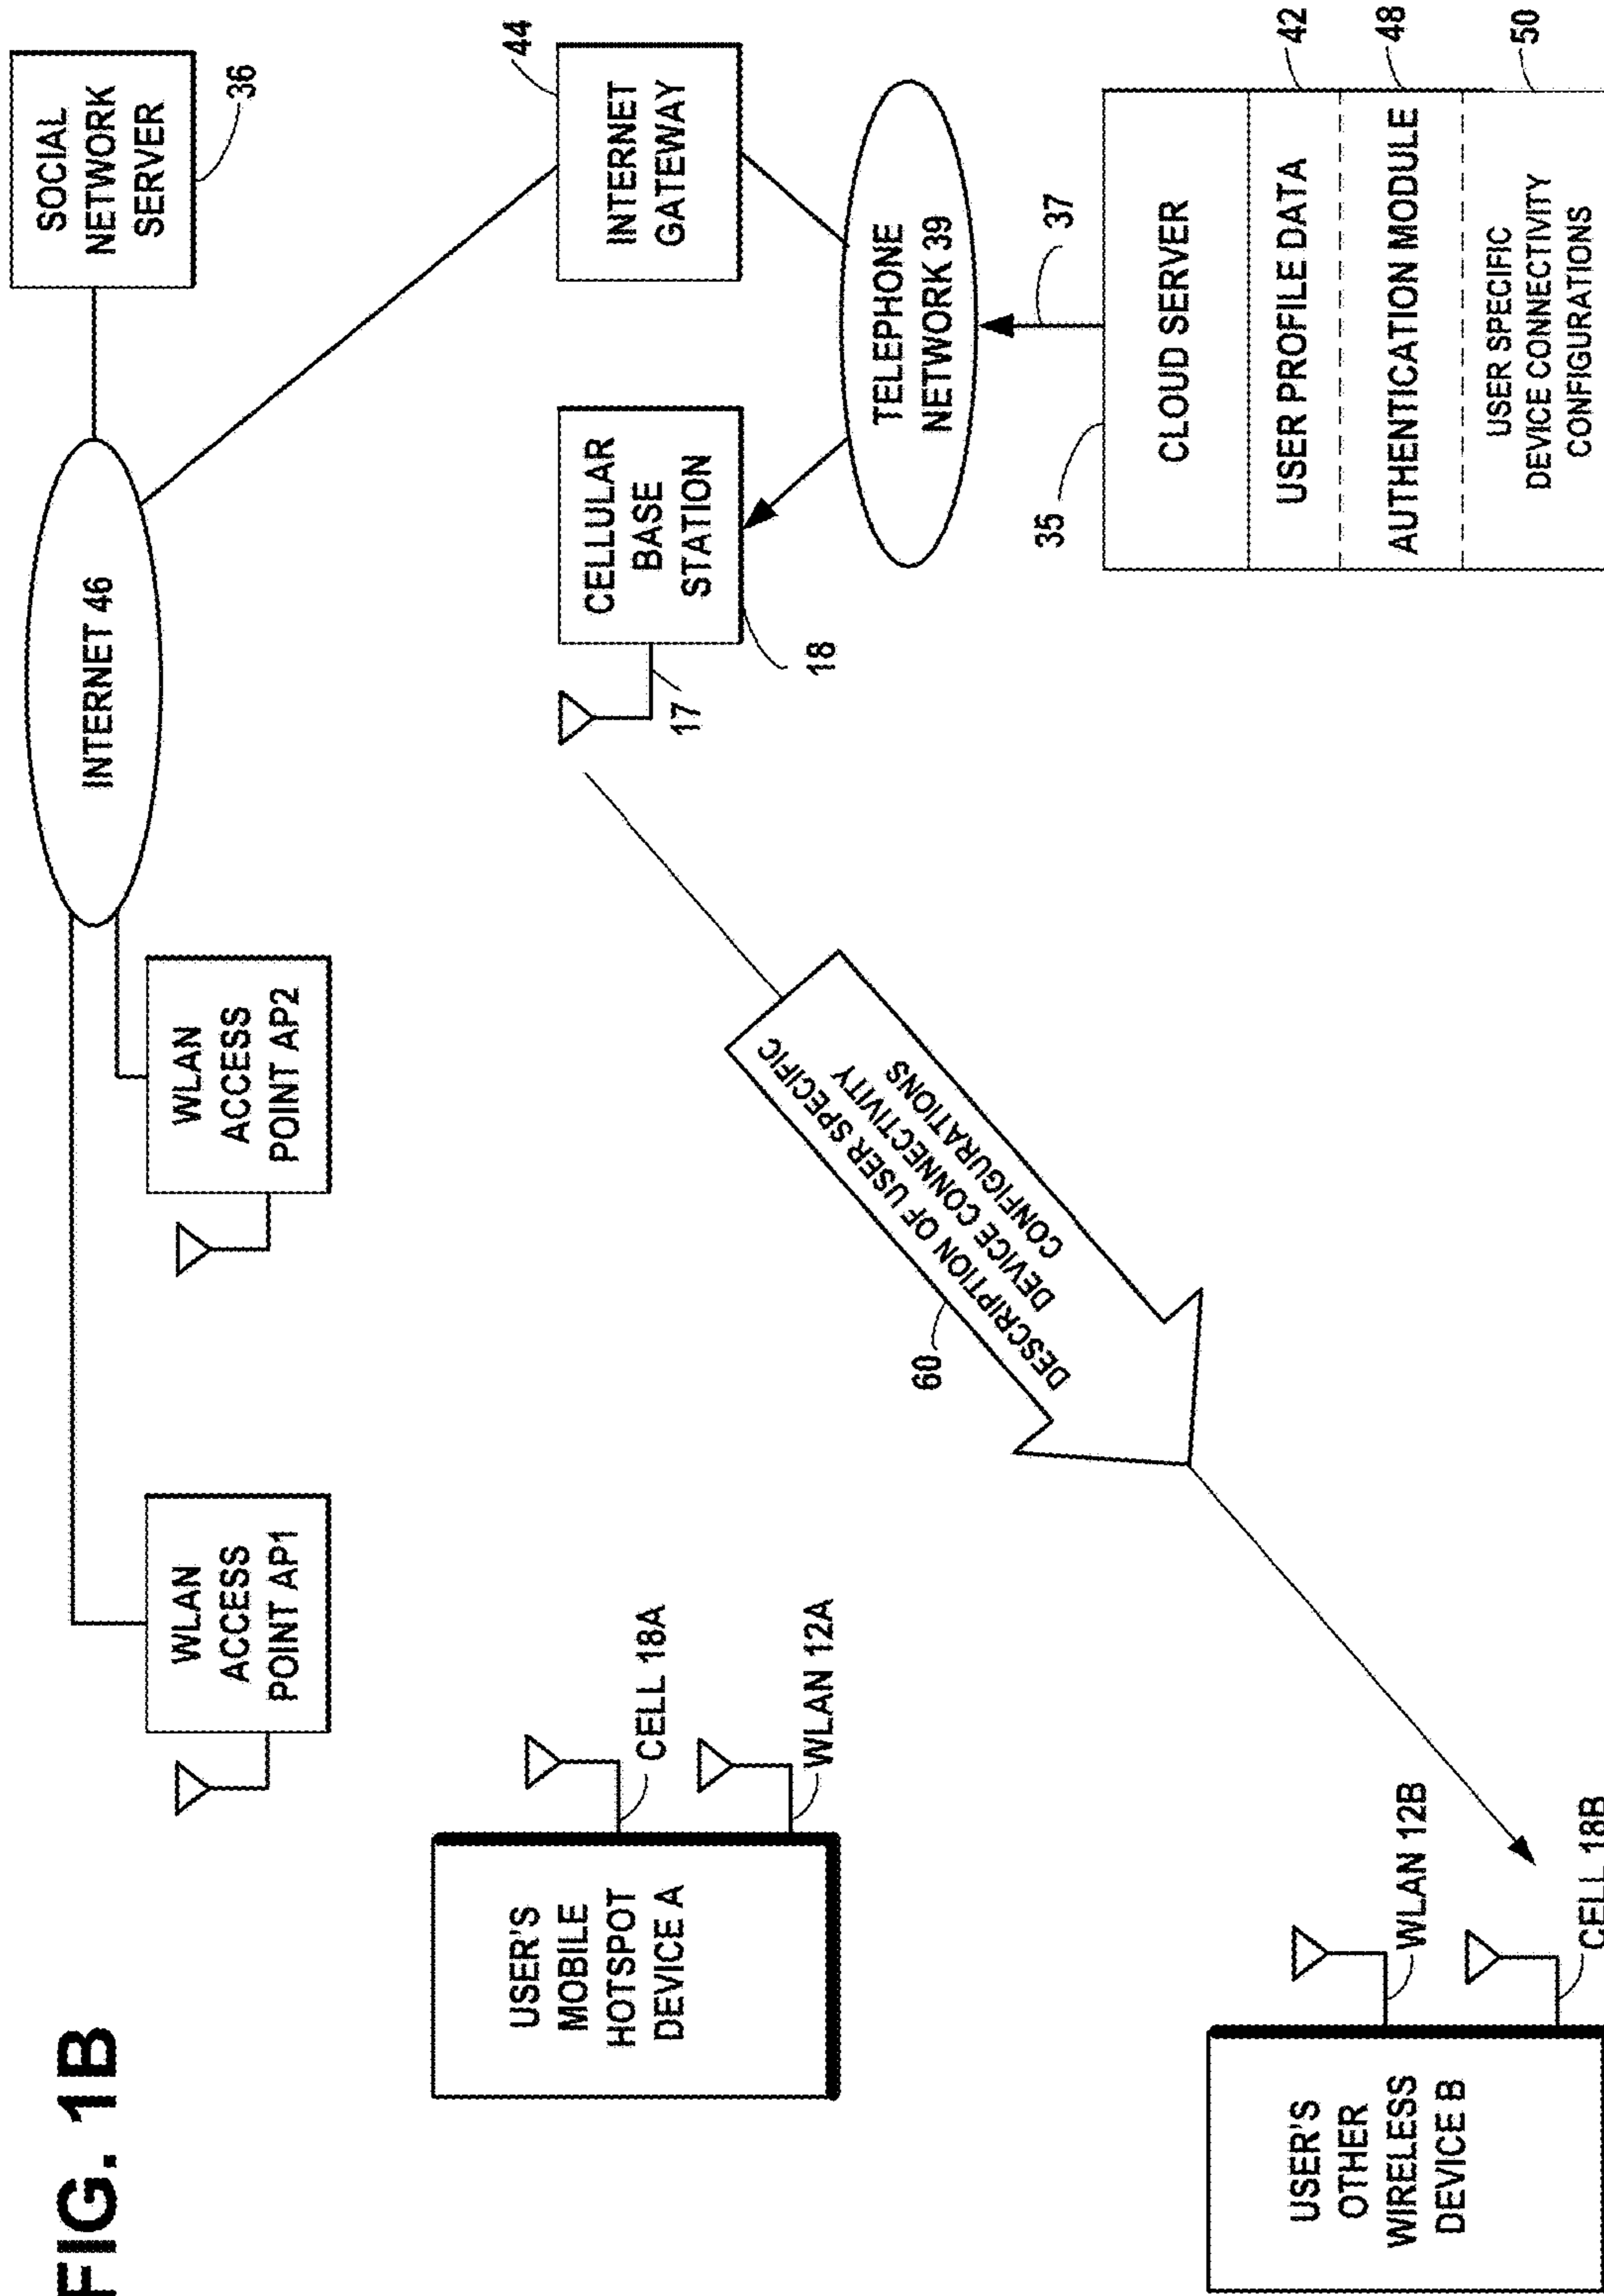 FIG. 1B
WLAN
ACCESS
POINT AP1
WLAN
ACCESS
POINT AP2
INTERNET 46
SOCIAL
NETWORK
SERVER
36
USER'S
MOBILE
HOTSPOT
DEVICE A
CELL 18A
WLAN 12A
17
CELLULAR
BASE
STATION
18
INTERNET
GATEWAY
44
TELEPHONE
NETWORK 39
60
DESCRIPTION OF USER SPECIFIC
DEVICE CONNECTIVITY
CONFIGURATIONS
37
35
CLOUD SERVER
USER PROFILE DATA
42
AUTHENTICATION MODULE
48
USER SPECIFIC
DEVICE CONNECTIVITY
CONFIGURATIONS
50
USER'S
OTHER
WIRELESS
DEVICE B
WLAN 12B
CELL 18B